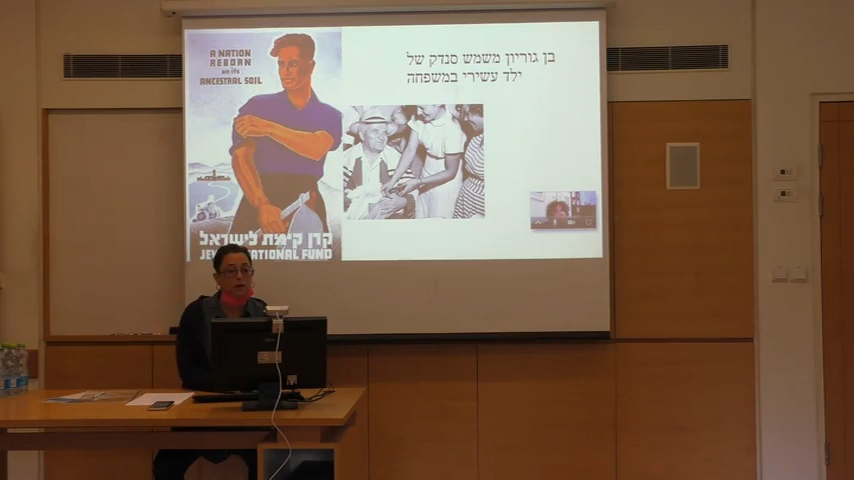 A NATION
REBORN
on its
ANCESTRAL SOIL
קרן קימת לישראל
JEWISH NATIONAL FUND
בן גוריון משמש סנדק של
ילד עשירי במשפחה